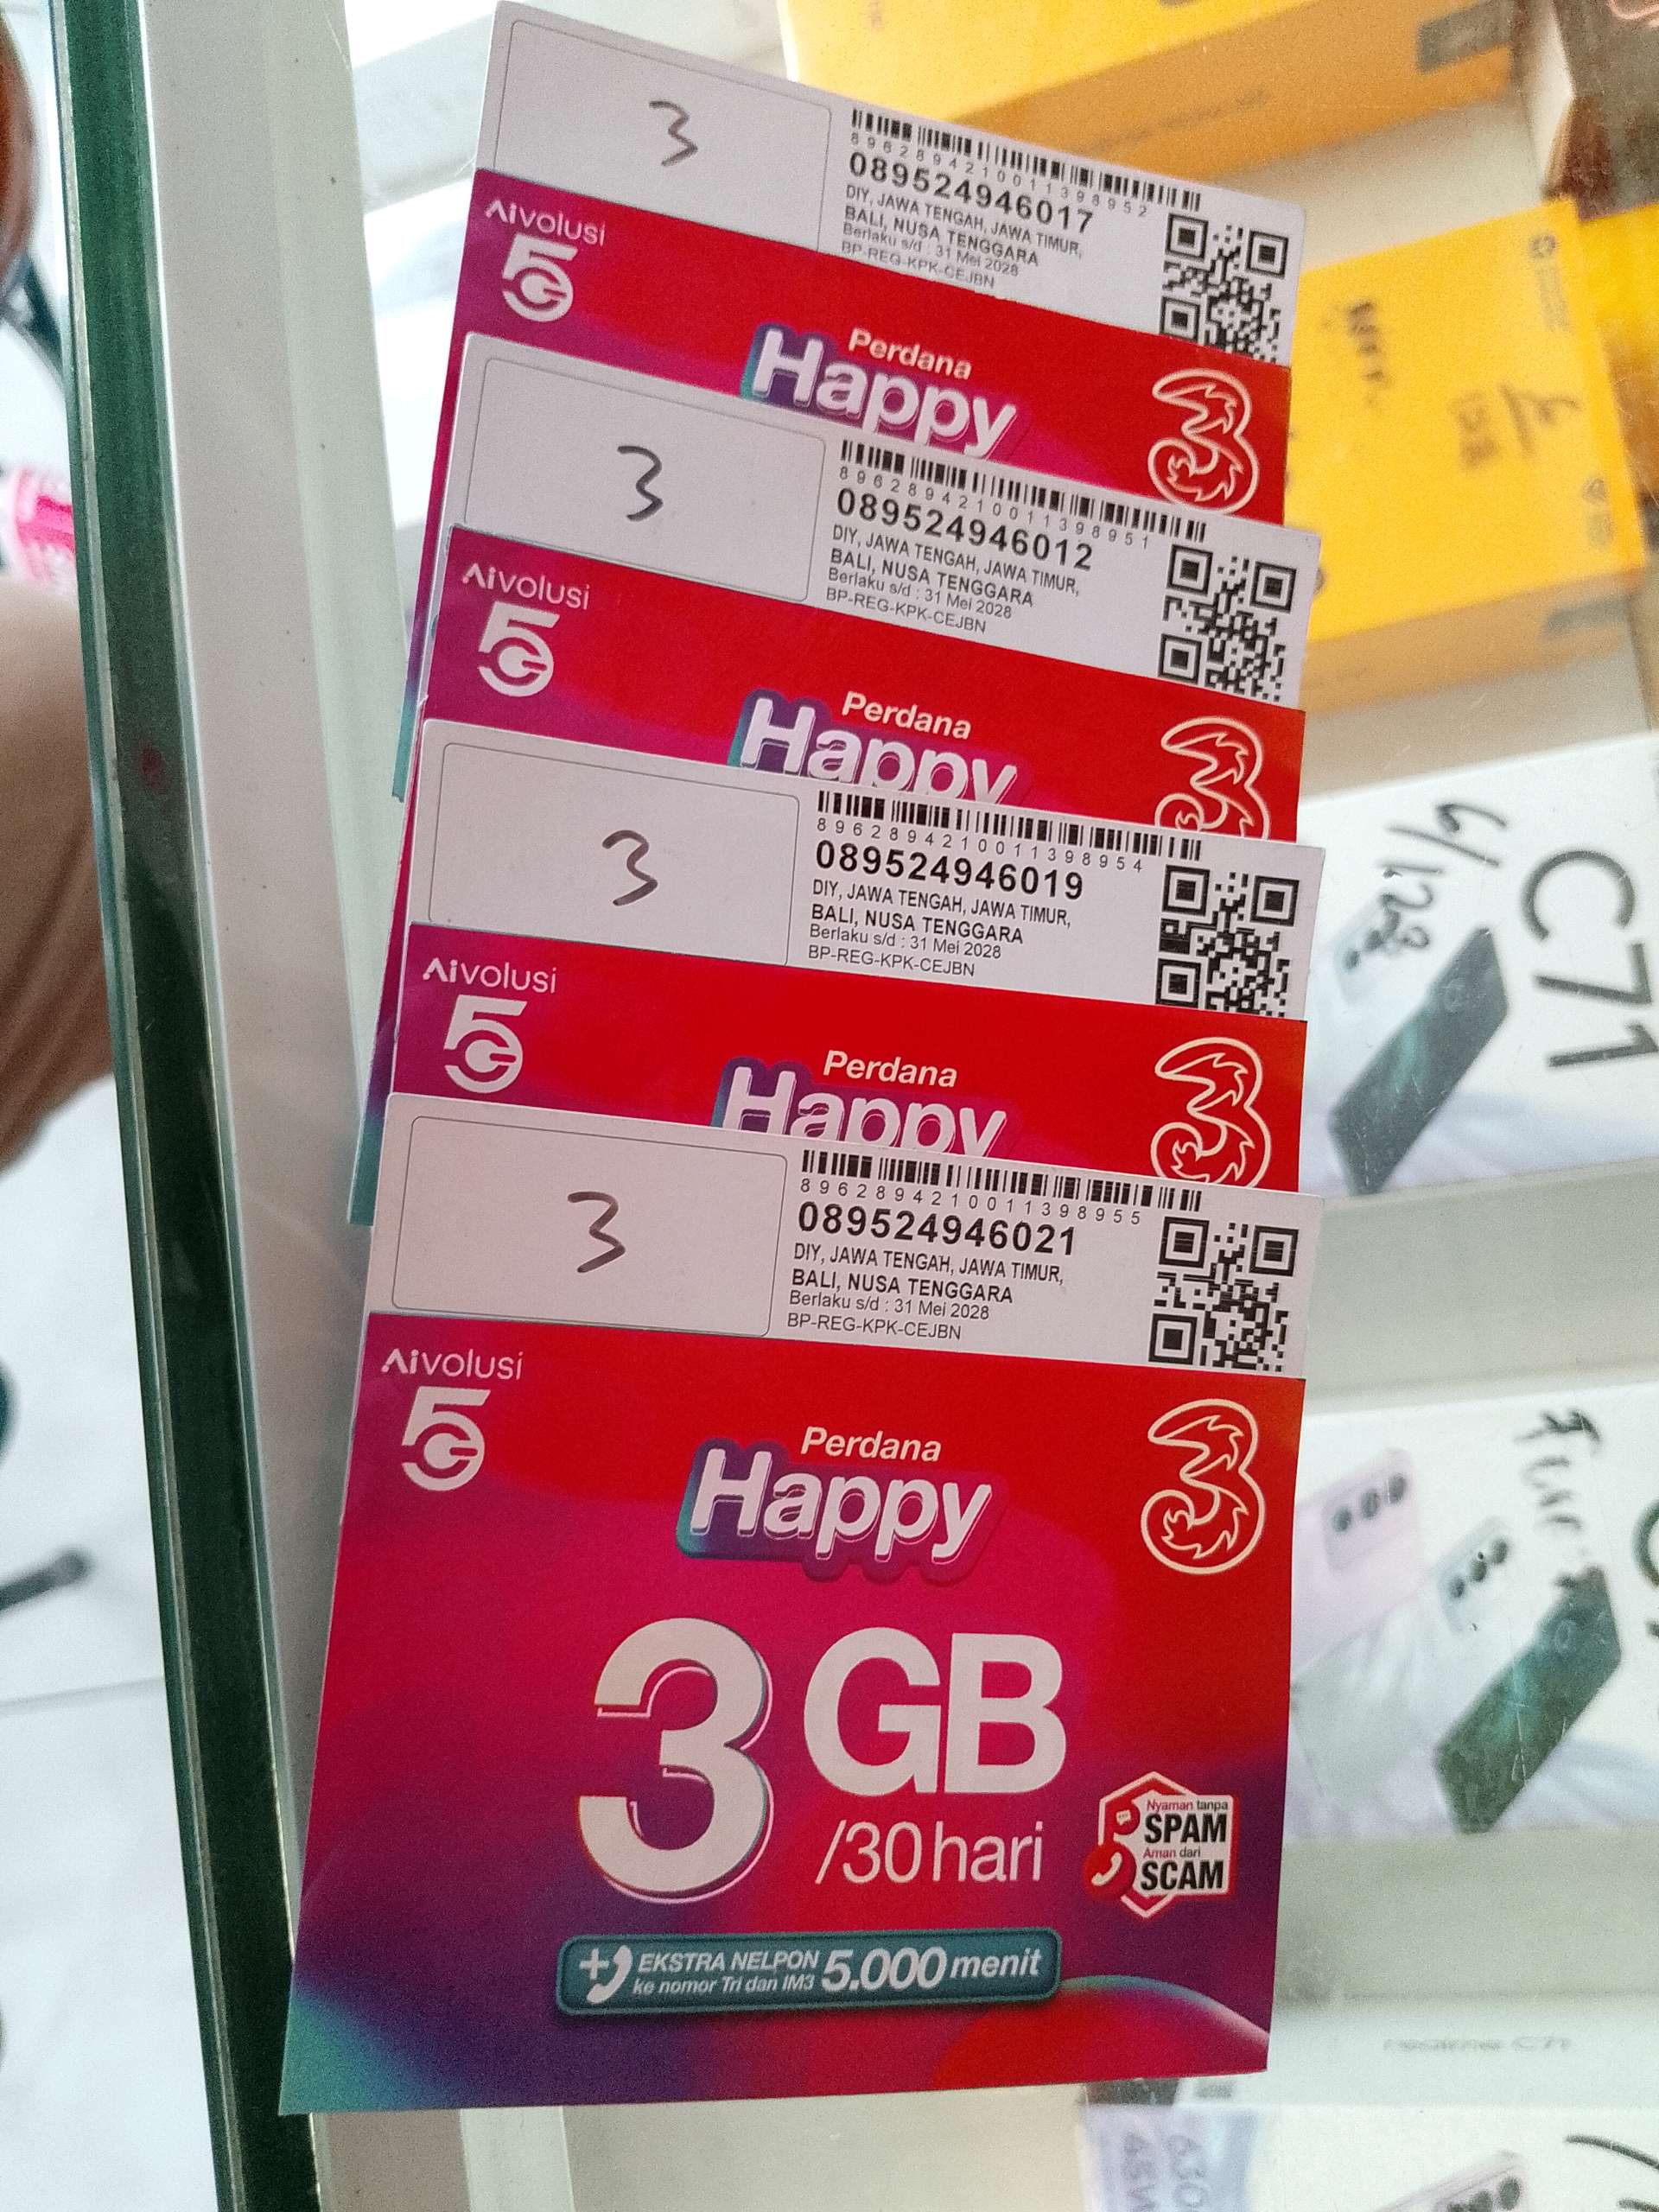 3
8962894210011398952
089524946017
DIY, JAWA TENGAH, JAWA TIMUR,
BALI, NUSA TENGGARA
Berlaku s/d : 31 Mei 2028
BP-REG-KPK-CEJBN
Aivolusi
5G
Perdana
Happy
3
3
8962894210011398951
089524946012
DIY, JAWA TENGAH, JAWA TIMUR,
BALI, NUSA TENGGARA
Berlaku s/d : 31 Mei 2028
BP-REG-KPK-CEJBN
Aivolusi
5G
Perdana
Happy
3
3
8962894210011398954
089524946019
DIY, JAWA TENGAH, JAWA TIMUR,
BALI, NUSA TENGGARA
Berlaku s/d : 31 Mei 2028
BP-REG-KPK-CEJBN
Aivolusi
5G
Perdana
Happy
3
3
8962894210011398955
089524946021
DIY, JAWA TENGAH, JAWA TIMUR,
BALI, NUSA TENGGARA
Berlaku s/d : 31 Mei 2028
BP-REG-KPK-CEJBN
Aivolusi
5G
Perdana
Happy
3
3 GB
/30 hari
Nyaman tanpa
SPAM
Aman dari
SCAM
+ EKSTRA NELPON 5.000 menit
ke nomor Tri dan IM3
C71
6/128
realme C71